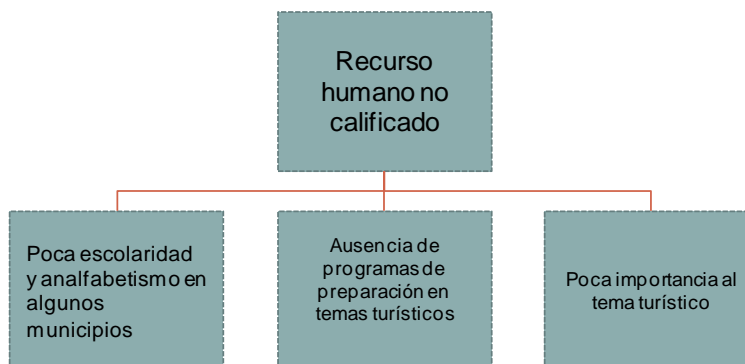 Recurso
humano no
calificado
Poca escolaridad
y analfabetismo en
algunos
municipios
Ausencia de
programas de
preparación en
temas turísticos
Poca importancia al
tema turístico